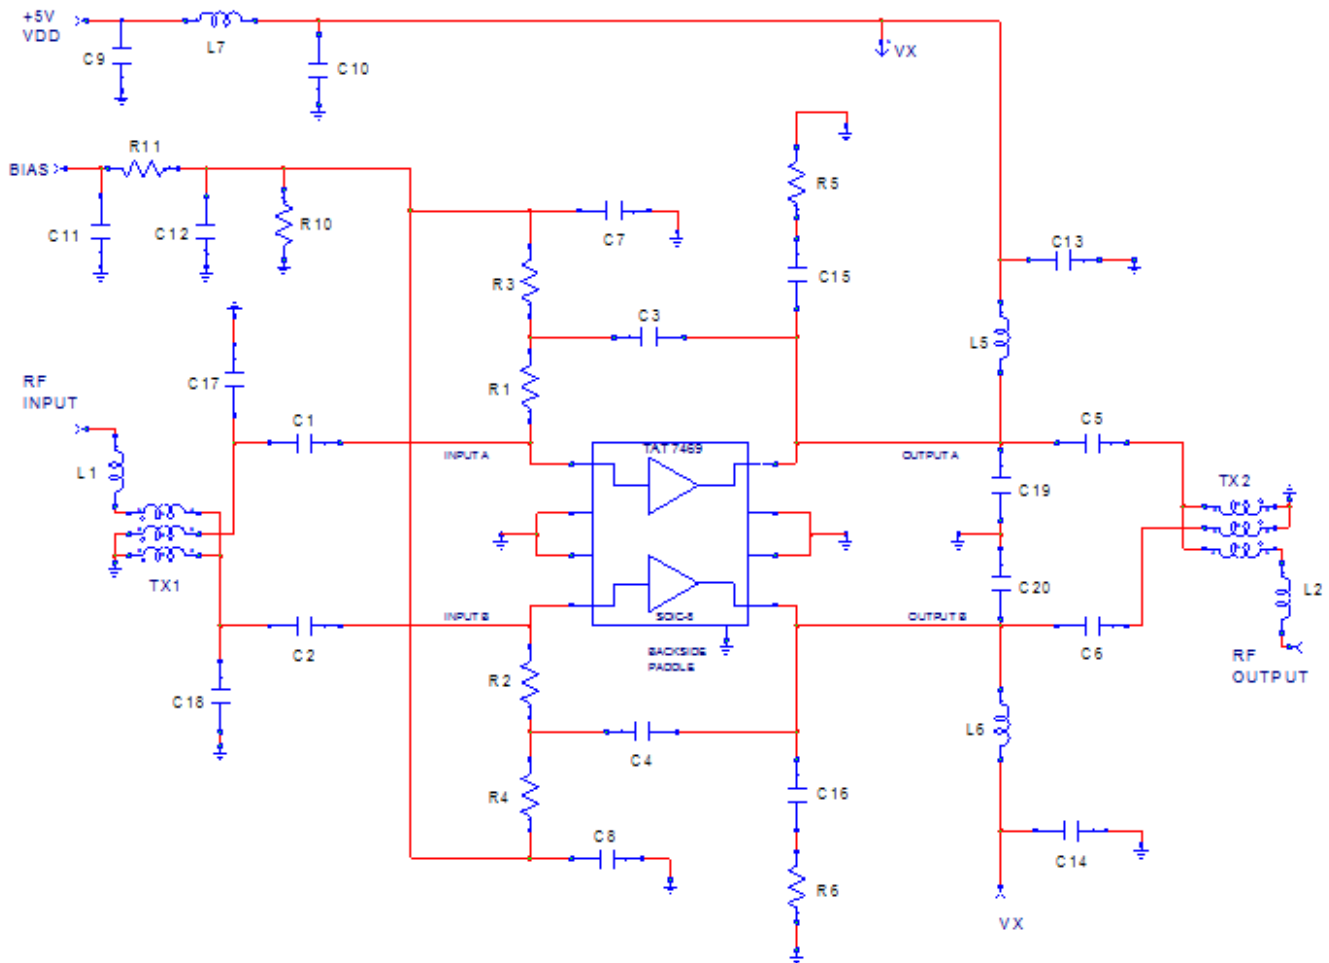 +5V
VDD
L7
C9
C10
VX
R11
BIAS
C11
C12
R10
R5
C7
C13
C15
R3
C3
L5
C17
R1
RF
INPUT
C1
C5
TAT7469
INPUT A
OUTPUT A
L1
C19
TX2
TX1
C20
L2
INPUT B
SOIC-8
OUTPUT B
C2
BACKSIDE
PADDLE
C6
RF
OUTPUT
R2
C18
L6
C4
R4
C16
C8
C14
R6
VX